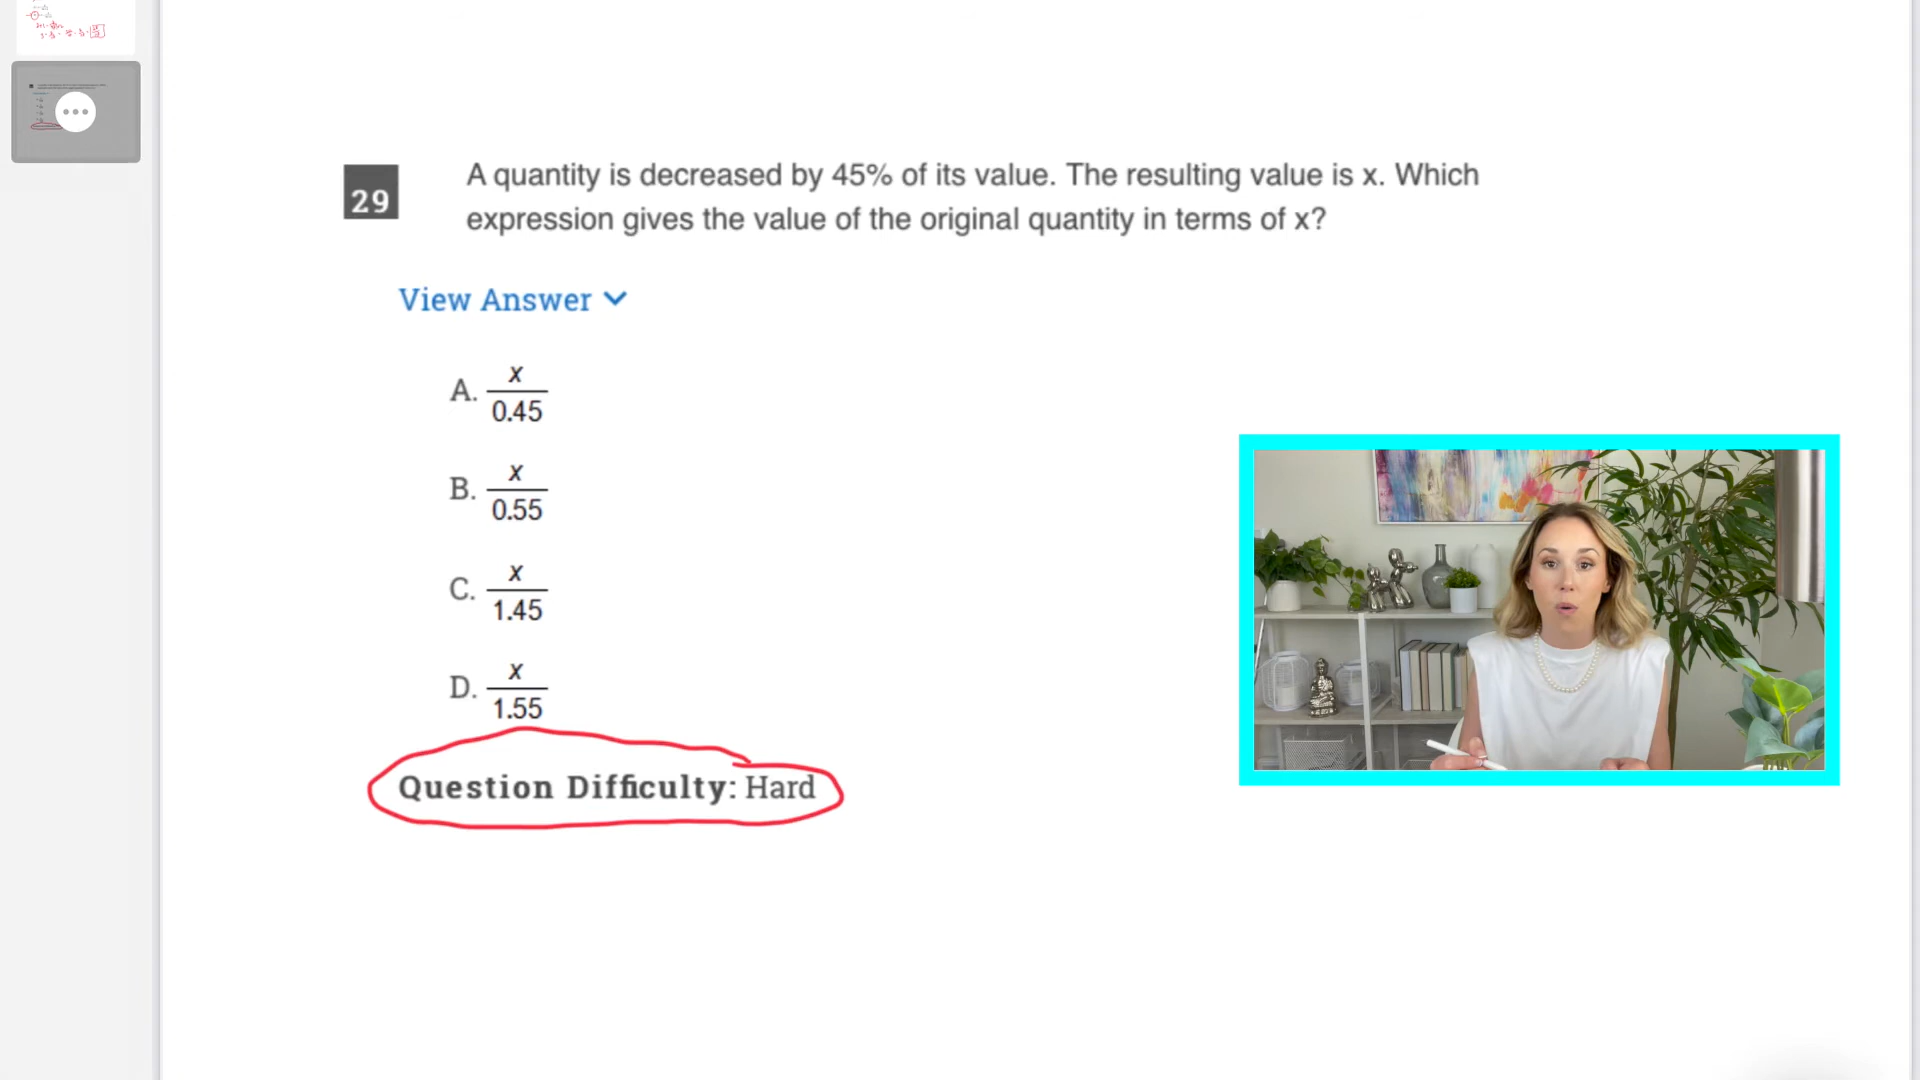 29
A quantity is decreased by 45% of its value. The resulting value is x. Which
expression gives the value of the original quantity in terms of x?
View Answer
A. x/0.45
B. x/0.55
C. x/1.45
D. x/1.55
Question Difficulty: Hard